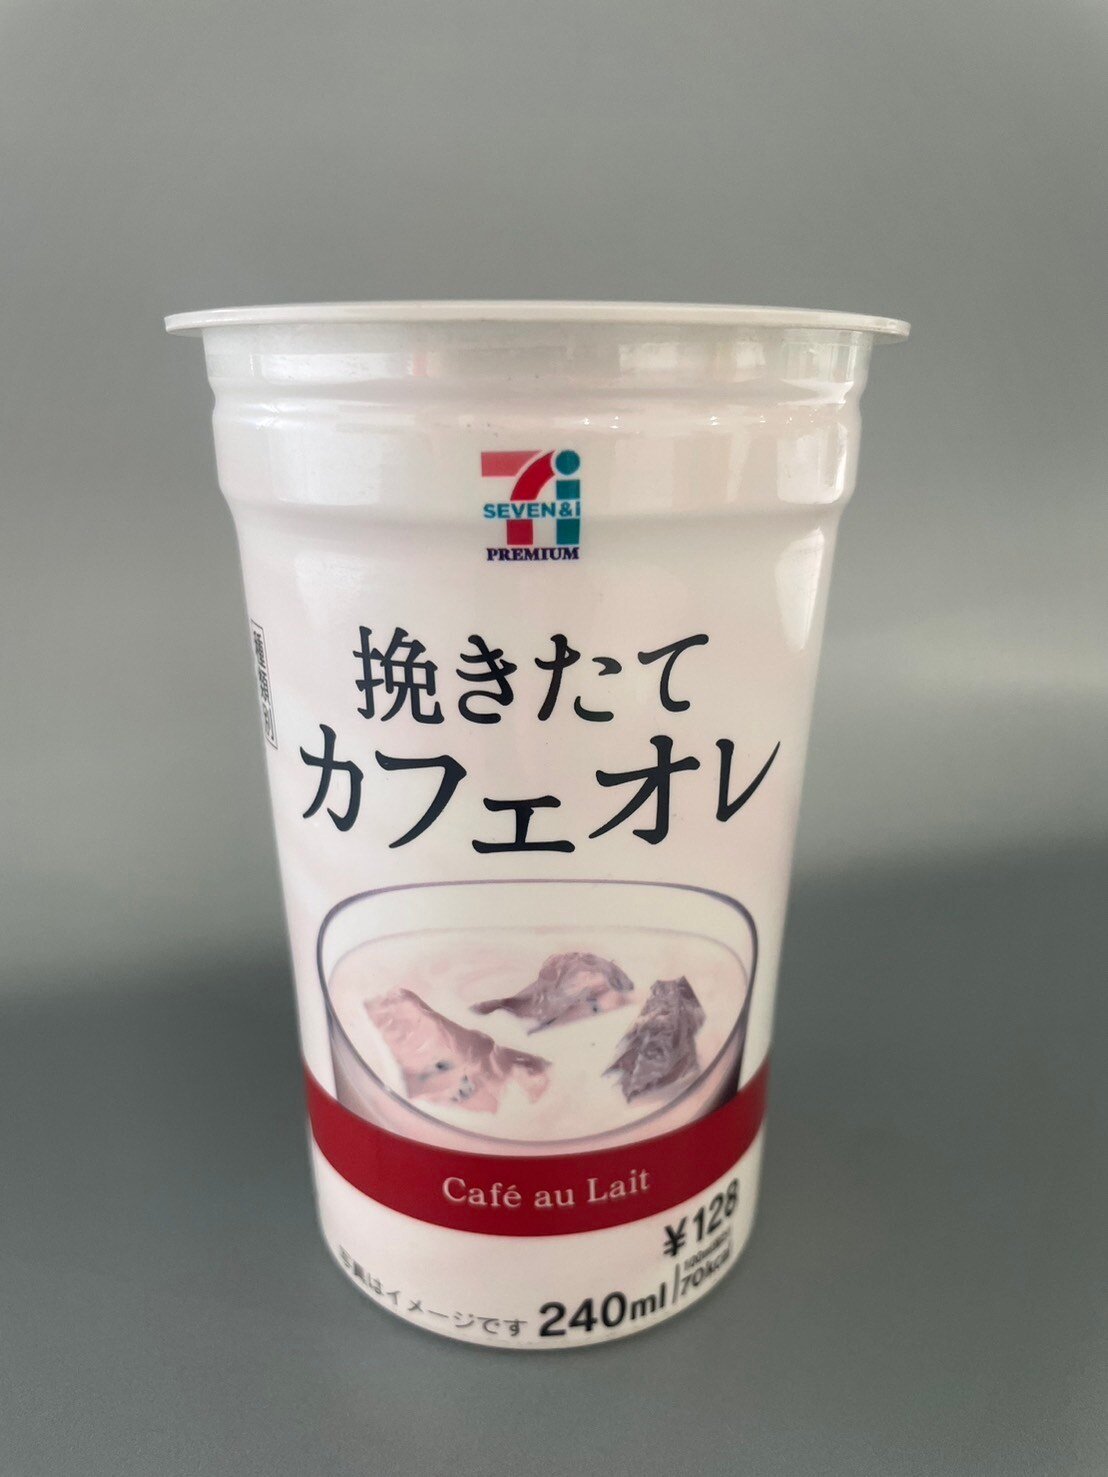 SEVEN&i
PREMIUM
挽きたて
カフェオレ
Café au Lait
¥128
写真はイメージです
240ml
70kcal